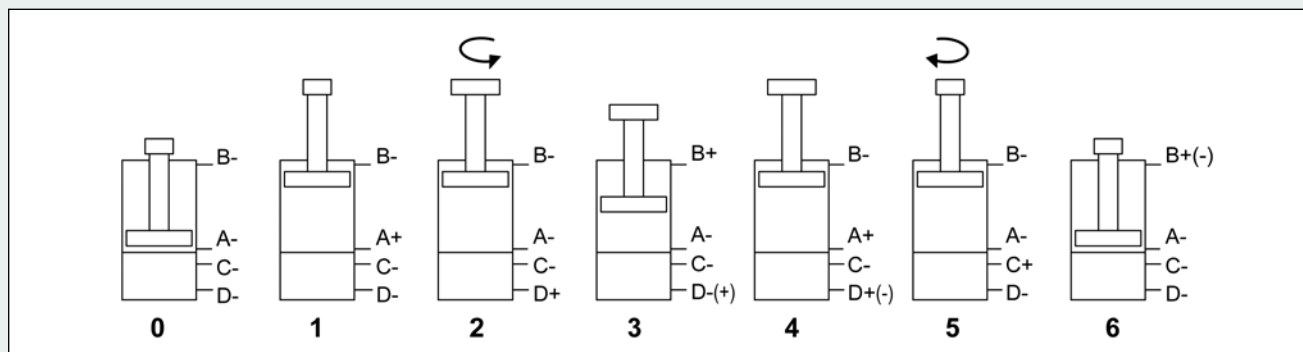 B- B- B- B+ B- B- B+(-)
A- A+ A- A- A+ A- A-
C- C- C- C- C- C+ C-
D- D- D+ D-(+) D+(-) D- D-
0 1 2 3 4 5 6